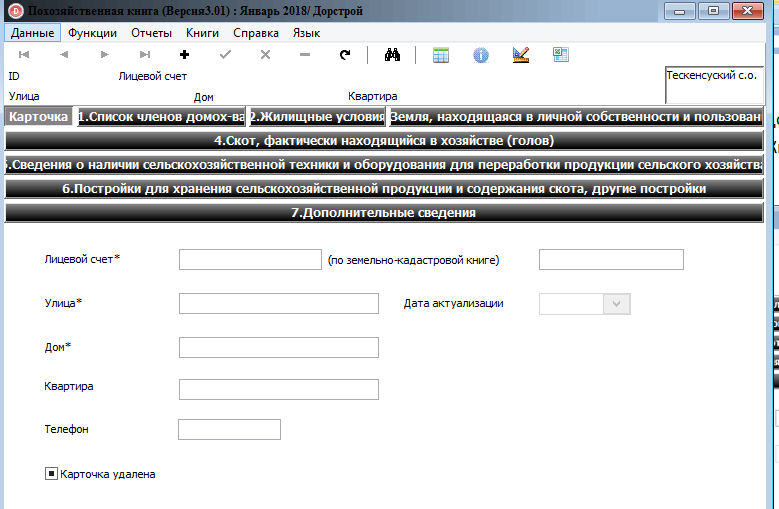 Похозяйственная книга (Версия3.01) : Январь 2018/ Дорстрой
Данные Функции Отчеты Книги Справка Язык
ID Лицевой счет Тескенсуский с.о.
Улица Дом Квартира
Карточка 1.Список членов домох-ва 2.Жилищные условия Земля, находящаяся в личной собственности и пользован
4.Скот, фактически находящийся в хозяйстве (голов)
5.Сведения о наличии сельскохозяйственной техники и оборудования для переработки продукции сельского хозяйства
6.Постройки для хранения сельскохозяйственной продукции и содержания скота, другие постройки
7.Дополнительные сведения
Лицевой счет* (по земельно-кадастровой книге)
Улица* Дата актуализации
Дом*
Квартира
Телефон
Карточка удалена